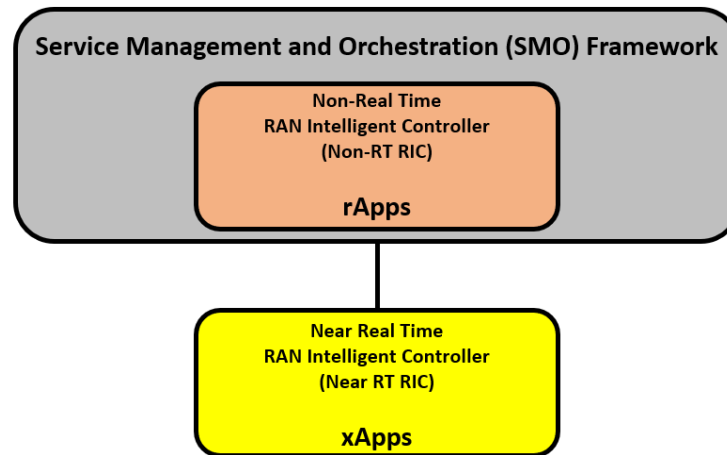 Service Management and Orchestration (SMO) Framework
Non-Real Time
RAN Intelligent Controller
(Non-RT RIC)
rApps
Near Real Time
RAN Intelligent Controller
(Near RT RIC)
xApps